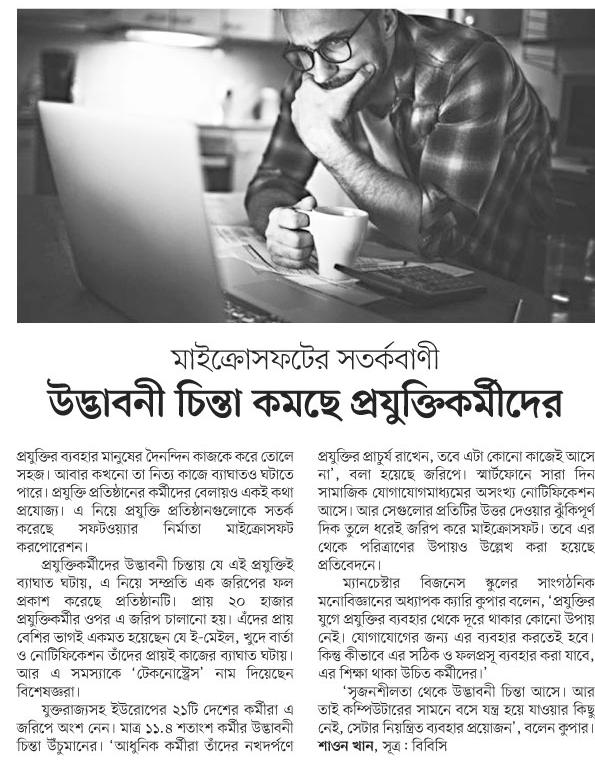 মাইক্রোসফটের সতর্কবাণী
উদ্ভাবনী চিন্তা কমছে প্রযুক্তিকর্মীদের
প্রযুক্তির ব্যবহার মানুষের দৈনন্দিন কাজকে করে তোলে
সহজ। আবার কখনো তা নিত্য কাজে ব্যাঘাতও ঘটাতে
পারে। প্রযুক্তি প্রতিষ্ঠানের কর্মীদের বেলায়ও একই কথা
প্রযোজ্য। এ নিয়ে প্রযুক্তি প্রতিষ্ঠানগুলোকে সতর্ক
করেছে সফটওয়্যার নির্মাতা মাইক্রোসফট
করপোরেশন।
প্রযুক্তিকর্মীদের উদ্ভাবনী চিন্তায় যে এই প্রযুক্তিই
ব্যাঘাত ঘটায়, এ নিয়ে সম্প্রতি এক জরিপের ফল
প্রকাশ করেছে প্রতিষ্ঠানটি। প্রায় ২০ হাজার
প্রযুক্তিকর্মীর ওপর এ জরিপ চালানো হয়। এঁদের প্রায়
বেশির ভাগই একমত হয়েছেন যে ই-মেইল, খুদে বার্তা
ও নোটিফিকেশন তাঁদের প্রায়ই কাজের ব্যাঘাত ঘটায়।
আর এ সমস্যাকে ‘টেকনোস্ট্রেস’ নাম দিয়েছেন
বিশেষজ্ঞরা।
যুক্তরাজ্যসহ ইউরোপের ২১টি দেশের কর্মীরা এ
জরিপে অংশ নেন। মাত্র ১১.৪ শতাংশ কর্মীর উদ্ভাবনী
চিন্তা উঁচুমানের। ‘আধুনিক কর্মীরা তাঁদের নখদর্পণে
প্রযুক্তির প্রাচুর্য রাখেন, তবে এটা কোনো কাজেই আসে
না’, বলা হয়েছে জরিপে। স্মার্টফোনে সারা দিন
সামাজিক যোগাযোগমাধ্যমের অসংখ্য নোটিফিকেশন
আসে। আর সেগুলোর প্রতিটির উত্তর দেওয়ার ঝুঁকিপূর্ণ
দিক তুলে ধরেই জরিপ করে মাইক্রোসফট। তবে এর
থেকে পরিত্রাণের উপায়ও উল্লেখ করা হয়েছে
প্রতিবেদনে।
ম্যানচেস্টার বিজনেস স্কুলের সাংগঠনিক
মনোবিজ্ঞানের অধ্যাপক ক্যারি কুপার বলেন, ‘প্রযুক্তির
যুগে প্রযুক্তির ব্যবহার থেকে দূরে থাকার কোনো উপায়
নেই। যোগাযোগের জন্য এর ব্যবহার করতেই হবে।
কিন্তু কীভাবে এর সঠিক ও ফলপ্রসূ ব্যবহার করা যাবে,
এর শিক্ষা থাকা উচিত কর্মীদের।’
‘সৃজনশীলতা থেকে উদ্ভাবনী চিন্তা আসে। আর
তাই কম্পিউটারের সামনে বসে যন্ত্র হয়ে যাওয়ার কিছু
নেই, সেটার নিয়ন্ত্রিত ব্যবহার প্রয়োজন’, বলেন কুপার।
শাওন খান, সূত্র : বিবিসি